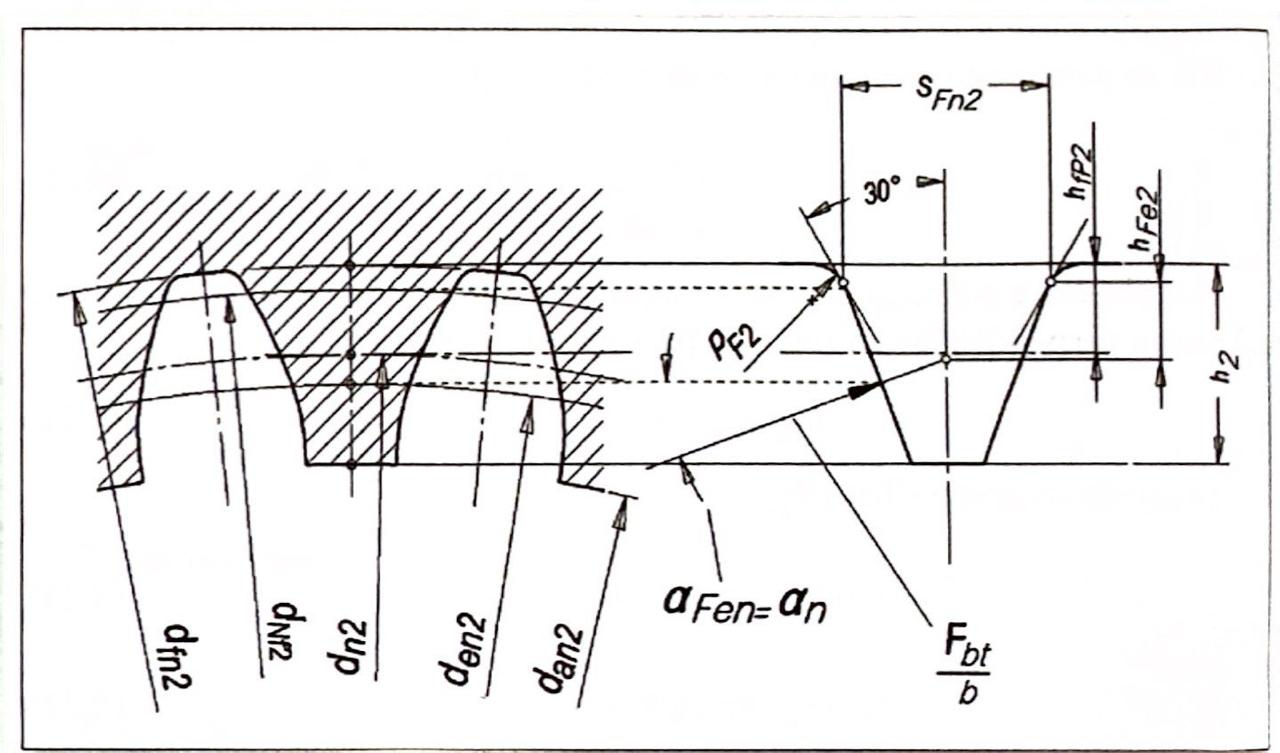 s_Fn2
30°
h_fP2
h_Fe2
ρ_F2
h_2
α_Fen = α_n
F_bt
b
d_fn2
d_Nf2
d_n2
d_en2
d_an2